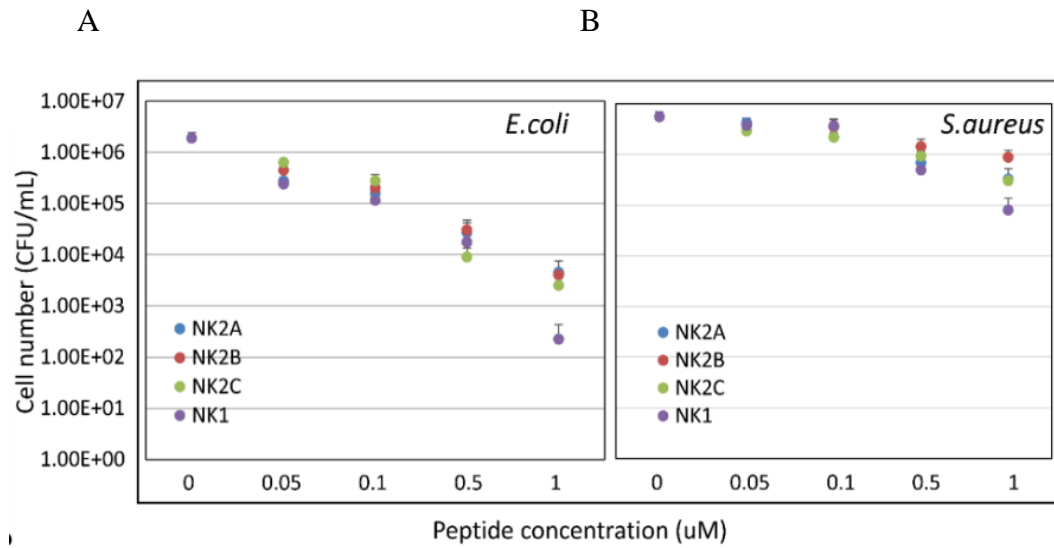 A B
E.coli S.aureus
1.00E+07
1.00E+06
1.00E+05
1.00E+04
1.00E+03
1.00E+02
1.00E+01
1.00E+00
Cell number (CFU/mL)
NK2A
NK2B
NK2C
NK1
NK2A
NK2B
NK2C
NK1
0 0.05 0.1 0.5 1
0 0.05 0.1 0.5 1
Peptide concentration (uM)